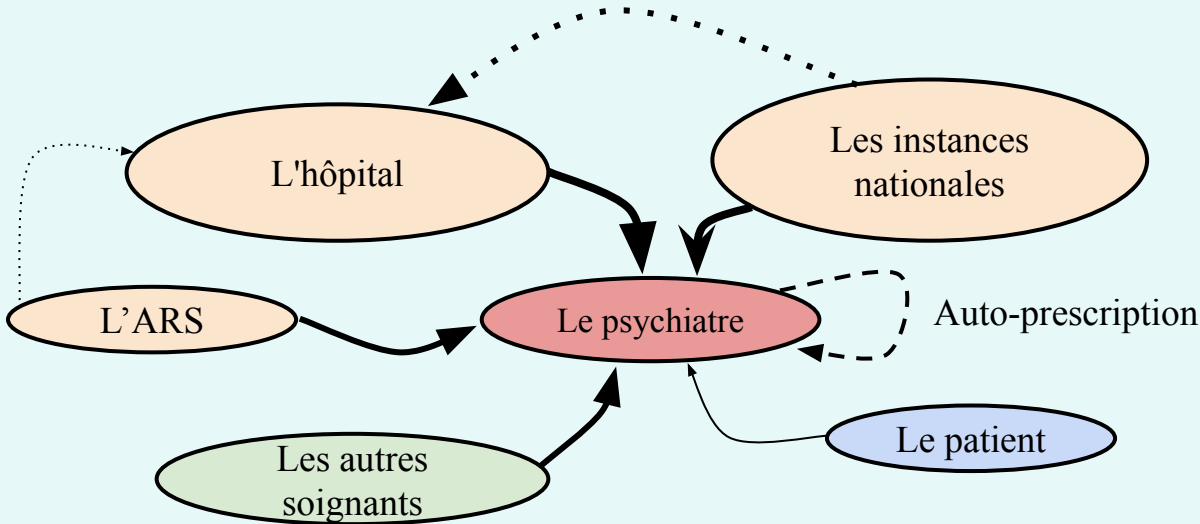 L'hôpital
Les instances
nationales
L’ARS
Le psychiatre
Auto-prescription
Les autres
soignants
Le patient